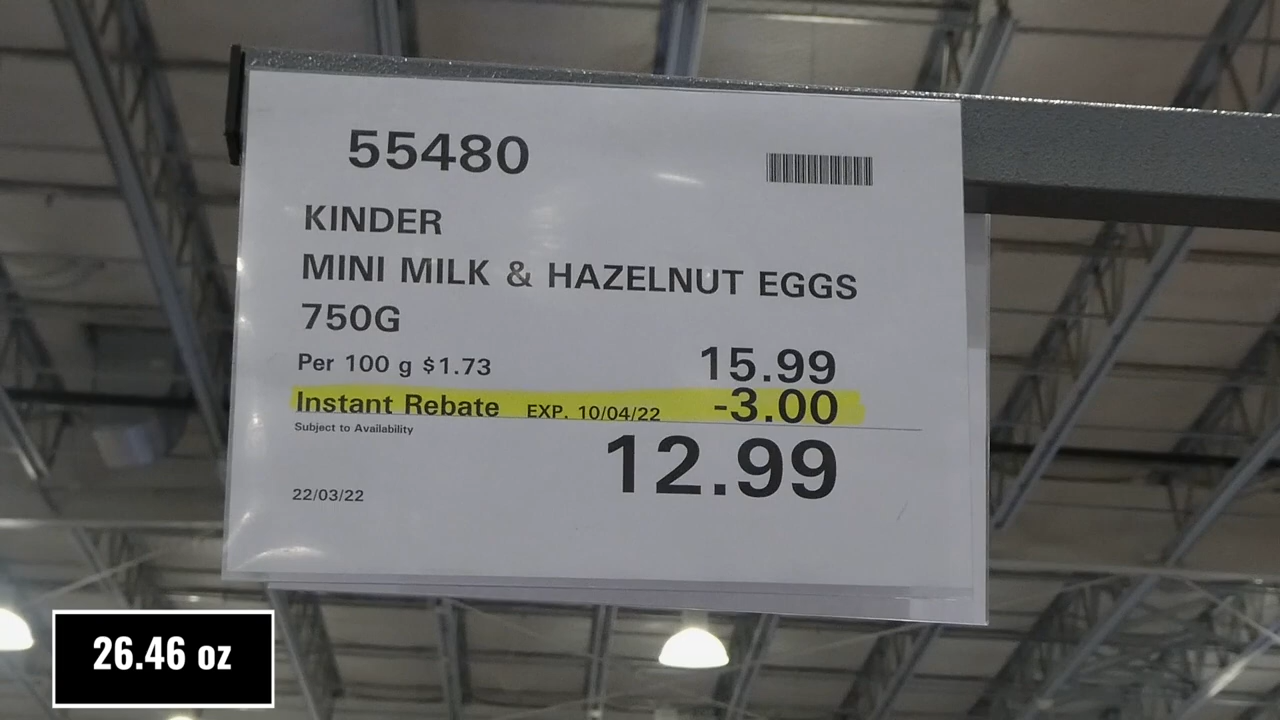 55480
KINDER
MINI MILK & HAZELNUT EGGS
750G
Per 100 g $1.73 15.99
Instant Rebate EXP. 10/04/22 -3.00
Subject to Availability
12.99
22/03/22
26.46 oz